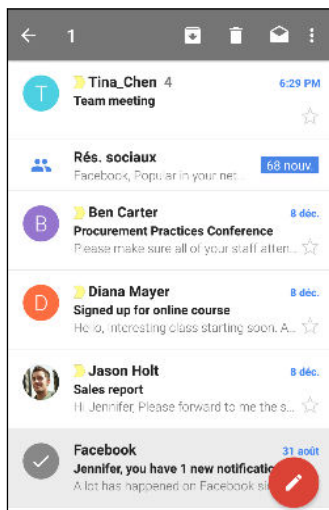 1
Tina_Chen 4 6:29 PM
T
Team meeting
Rés. sociaux
68 nouv.
Facebook, Popular in your net...
Ben Carter 8 déc.
B
Procurement Practices Conference
Please make sure all of your staff atten...
Diana Mayer 8 déc.
D
Signed up for online course
Hello, Interesting class starting soon. A...
Jason Holt 8 déc.
Sales report
Hi Jennifer, Please forward to me the s...
Facebook 31 août
Jennifer, you have 1 new notificatio
A lot has happened on Facebook si